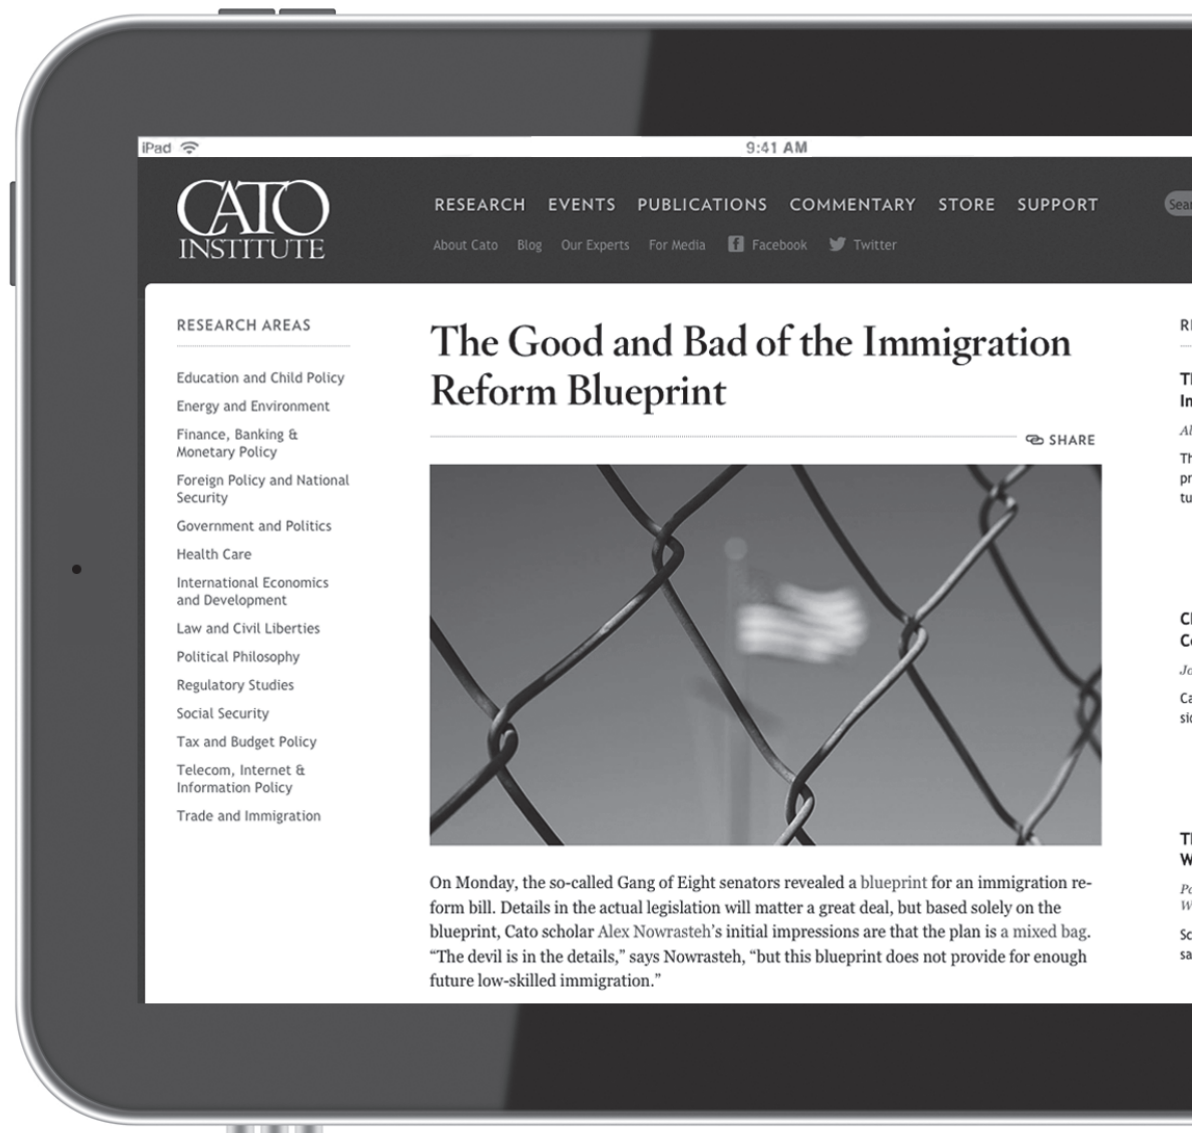 iPad
9:41 AM
CATO
INSTITUTE
RESEARCH EVENTS PUBLICATIONS COMMENTARY STORE SUPPORT
About Cato Blog Our Experts For Media Facebook Twitter
RESEARCH AREAS
Education and Child Policy
Energy and Environment
Finance, Banking &
Monetary Policy
Foreign Policy and National
Security
Government and Politics
Health Care
International Economics
and Development
Law and Civil Liberties
Political Philosophy
Regulatory Studies
Social Security
Tax and Budget Policy
Telecom, Internet &
Information Policy
Trade and Immigration
The Good and Bad of the Immigration
Reform Blueprint
SHARE
On Monday, the so-called Gang of Eight senators revealed a blueprint for an immigration re-
form bill. Details in the actual legislation will matter a great deal, but based solely on the
blueprint, Cato scholar Alex Nowrasteh’s initial impressions are that the plan is a mixed bag.
“The devil is in the details,” says Nowrasteh, “but this blueprint does not provide for enough
future low-skilled immigration.”